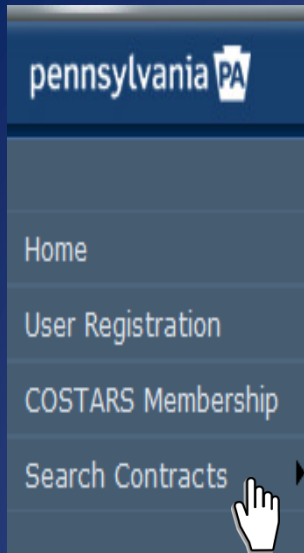 pennsylvania PA
Home
User Registration
COSTARS Membership
Search Contracts